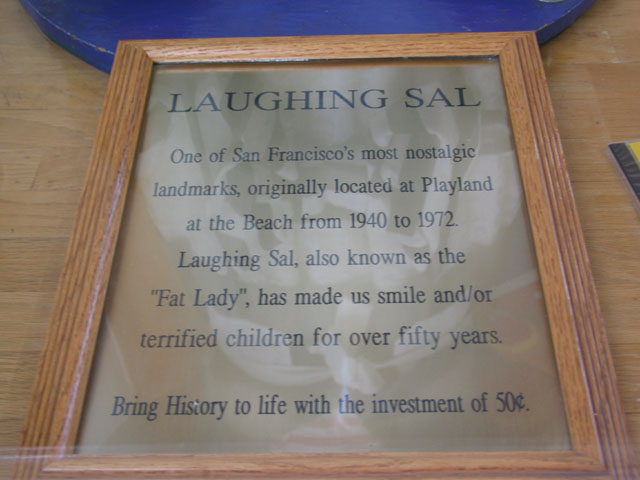 LAUGHING SAL
One of San Francisco's most nostalgic
landmarks, originally located at Playland
at the Beach from 1940 to 1972.
Laughing Sal, also known as the
"Fat Lady", has made us smile and/or
terrified children for over fifty years.
Bring History to life with the investment of 50¢.